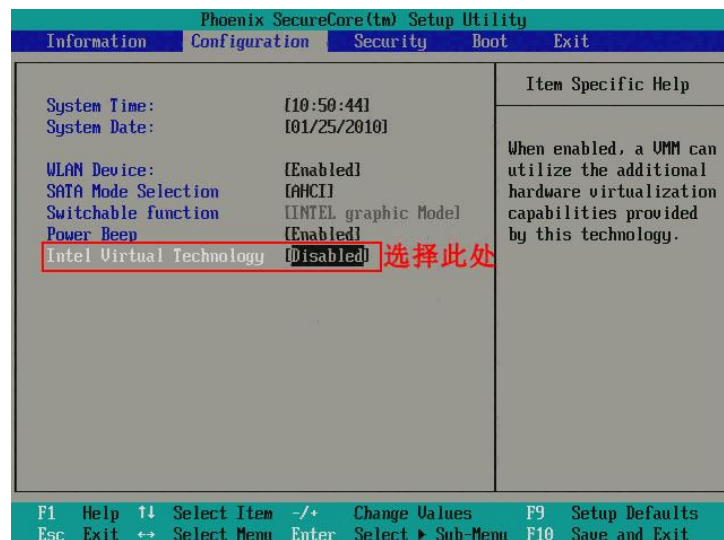 Phoenix SecureCore(tm) Setup Utility
Information Configuration Security Boot Exit
Item Specific Help
System Time: [10:50:44]
System Date: [01/25/2010]
WLAN Device: [Enabled]
SATA Mode Selection [AHCI]
Switchable function [INTEL graphic Mode]
Power Beep [Enabled]
Intel Virtual Technology [Disabled] 选择此处
When enabled, a VMM can
utilize the additional
hardware virtualization
capabilities provided
by this technology.
F1 Help ↑↓ Select Item -/+ Change Values F9 Setup Defaults
Esc Exit ↔ Select Menu Enter Select ▶ Sub-Menu F10 Save and Exit